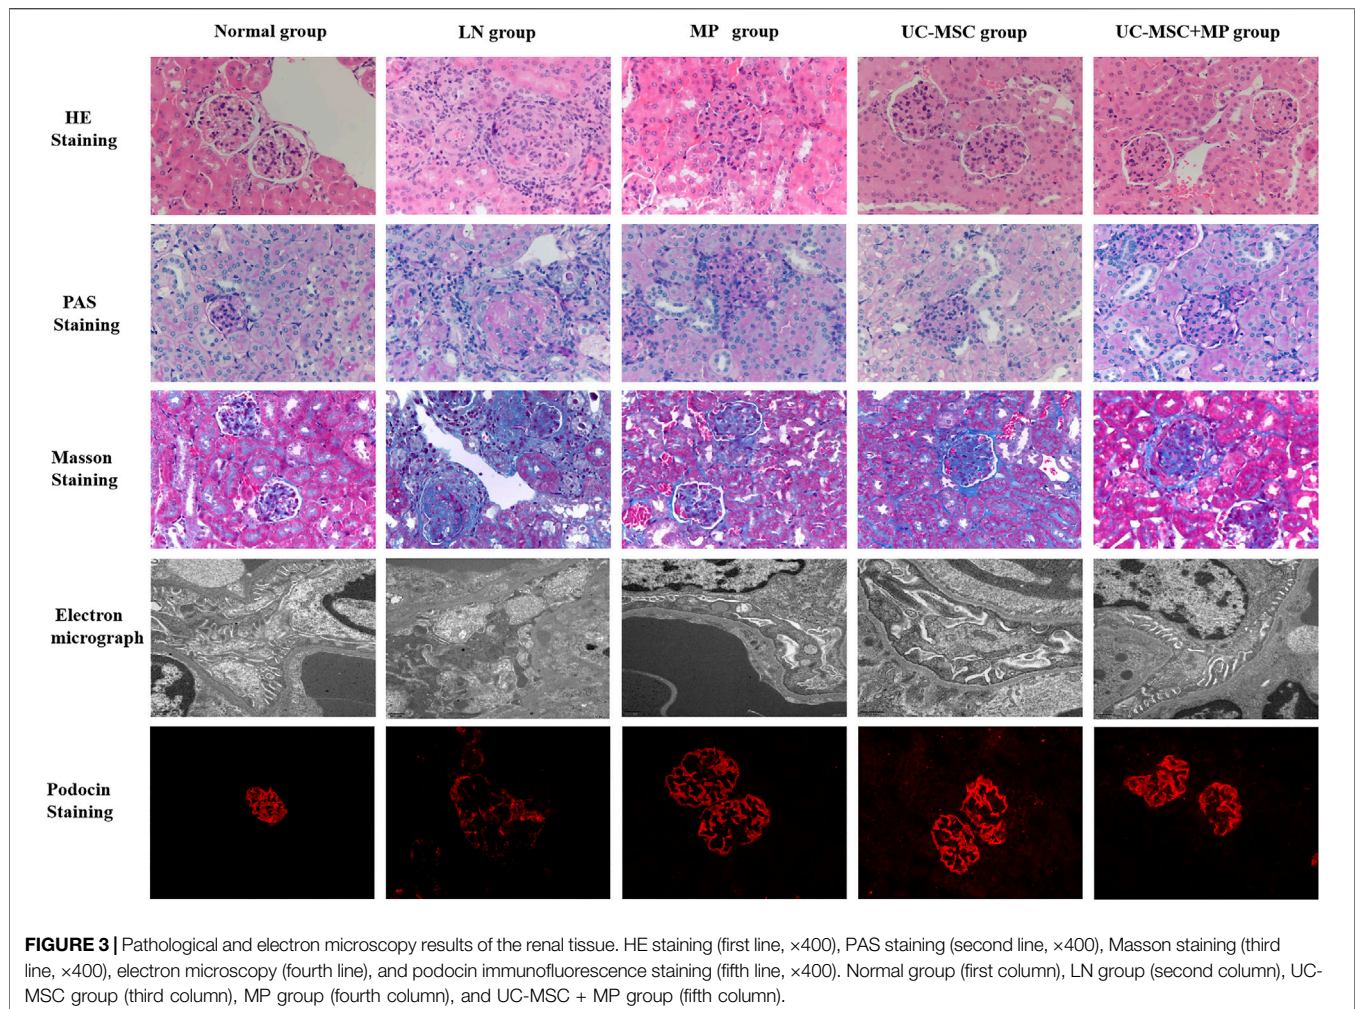 Normal group LN group MP group UC-MSC group UC-MSC+MP group
HE
Staining
PAS
Staining
Masson
Staining
Electron
micrograph
Podocin
Staining
FIGURE 3 | Pathological and electron microscopy results of the renal tissue. HE staining (first line, ×400), PAS staining (second line, ×400), Masson staining (third
line, ×400), electron microscopy (fourth line), and podocin immunofluorescence staining (fifth line, ×400). Normal group (first column), LN group (second column), UC-
MSC group (third column), MP group (fourth column), and UC-MSC + MP group (fifth column).